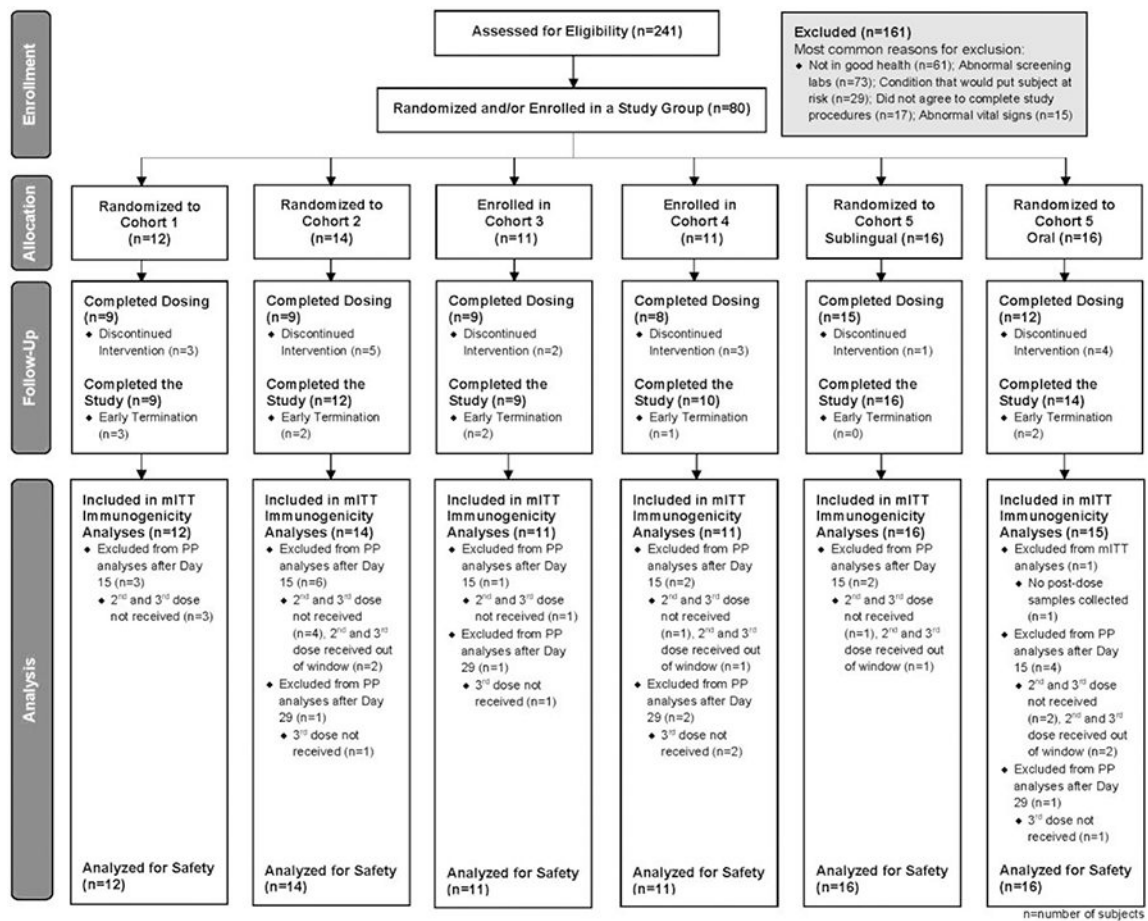 Enrollment
Assessed for Eligibility (n=241)
Excluded (n=161)
Most common reasons for exclusion:
◆ Not in good health (n=61); Abnormal screening
labs (n=73); Condition that would put subject at
risk (n=29); Did not agree to complete study
procedures (n=17); Abnormal vital signs (n=15)
Randomized and/or Enrolled in a Study Group (n=80)
Allocation
Randomized to
Cohort 1
(n=12)
Randomized to
Cohort 2
(n=14)
Enrolled in
Cohort 3
(n=11)
Enrolled in
Cohort 4
(n=11)
Randomized to
Cohort 5
Sublingual (n=16)
Randomized to
Cohort 5
Oral (n=16)
Follow-Up
Completed Dosing
(n=9)
◆ Discontinued
Intervention (n=3)
Completed the
Study (n=9)
◆ Early Termination
(n=3)
Completed Dosing
(n=9)
◆ Discontinued
Intervention (n=5)
Completed the
Study (n=12)
◆ Early Termination
(n=2)
Completed Dosing
(n=9)
◆ Discontinued
Intervention (n=2)
Completed the
Study (n=9)
◆ Early Termination
(n=2)
Completed Dosing
(n=8)
◆ Discontinued
Intervention (n=3)
Completed the
Study (n=10)
◆ Early Termination
(n=1)
Completed Dosing
(n=15)
◆ Discontinued
Intervention (n=1)
Completed the
Study (n=16)
◆ Early Termination
(n=0)
Completed Dosing
(n=12)
◆ Discontinued
Intervention (n=4)
Completed the
Study (n=14)
◆ Early Termination
(n=2)
Analysis
Included in mITT
Immunogenicity
Analyses (n=12)
◆ Excluded from PP
analyses after Day
15 (n=3)
◆ 2nd and 3rd dose
not received (n=3)
Analyzed for Safety
(n=12)
Included in mITT
Immunogenicity
Analyses (n=14)
◆ Excluded from PP
analyses after Day
15 (n=6)
◆ 2nd and 3rd dose
not received
(n=4), 2nd and 3rd
dose received out
of window (n=2)
◆ Excluded from PP
analyses after Day
29 (n=1)
◆ 3rd dose not
received (n=1)
Analyzed for Safety
(n=14)
Included in mITT
Immunogenicity
Analyses (n=11)
◆ Excluded from PP
analyses after Day
15 (n=1)
◆ 2nd and 3rd dose
not received (n=1)
◆ Excluded from PP
analyses after Day
29 (n=1)
◆ 3rd dose not
received (n=1)
Analyzed for Safety
(n=11)
Included in mITT
Immunogenicity
Analyses (n=11)
◆ Excluded from PP
analyses after Day
15 (n=2)
◆ 2nd and 3rd dose
not received
(n=1), 2nd and 3rd
dose received out
of window (n=1)
◆ Excluded from PP
analyses after Day
29 (n=2)
◆ 3rd dose not
received (n=2)
Analyzed for Safety
(n=11)
Included in mITT
Immunogenicity
Analyses (n=16)
◆ Excluded from PP
analyses after Day
15 (n=2)
◆ 2nd and 3rd dose
not received
(n=1), 2nd and 3rd
dose received out
of window (n=1)
Analyzed for Safety
(n=16)
Included in mITT
Immunogenicity
Analyses (n=15)
◆ Excluded from mITT
analyses (n=1)
◆ No post-dose
samples collected
(n=1)
◆ Excluded from PP
analyses after Day
15 (n=4)
◆ 2nd and 3rd dose
not received
(n=2), 2nd and 3rd
dose received out
of window (n=2)
◆ Excluded from PP
analyses after Day
29 (n=1)
◆ 3rd dose not
received (n=1)
Analyzed for Safety
(n=16)
n=number of subjects